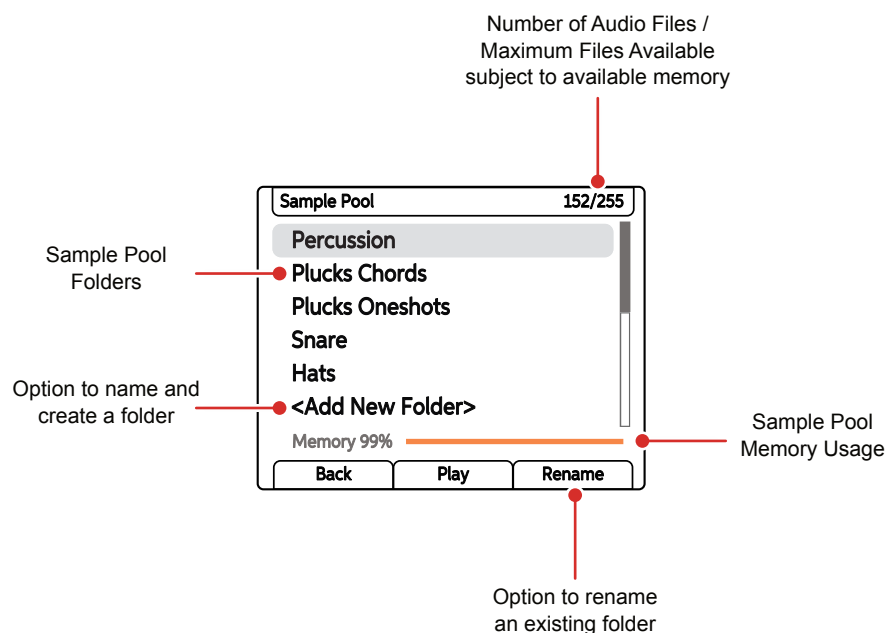 Number of Audio Files /
Maximum Files Available
subject to available memory
Sample Pool 152/255
Percussion
Plucks Chords
Plucks Oneshots
Snare
Hats
<Add New Folder>
Memory 99%
Back Play Rename
Sample Pool
Folders
Option to name and
create a folder
Sample Pool
Memory Usage
Option to rename
an existing folder